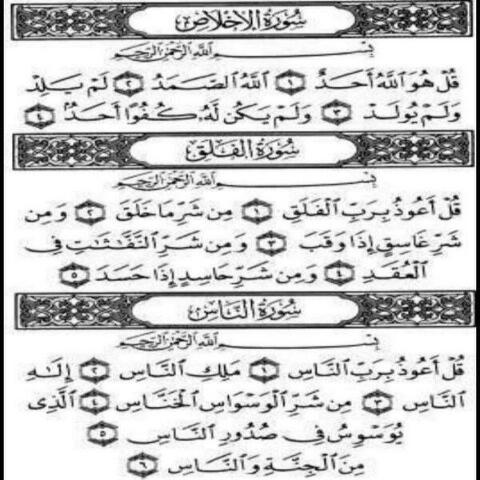 سُورَةُ الإِخْلَاصِ
بِسْمِ اللَّهِ الرَّحْمَٰنِ الرَّحِيمِ
قُلْ هُوَ اللَّهُ أَحَدٌ ١ اللَّهُ الصَّمَدُ ٢ لَمْ يَلِدْ
وَلَمْ يُولَدْ ٣ وَلَمْ يَكُن لَّهُ كُفُوًا أَحَدٌ ٤
سُورَةُ الْفَلَقِ
بِسْمِ اللَّهِ الرَّحْمَٰنِ الرَّحِيمِ
قُلْ أَعُوذُ بِرَبِّ الْفَلَقِ ١ مِن شَرِّ مَا خَلَقَ ٢ وَمِن
شَرِّ غَاسِقٍ إِذَا وَقَبَ ٣ وَمِن شَرِّ النَّفَّاثَاتِ فِي
الْعُقَدِ ٤ وَمِن شَرِّ حَاسِدٍ إِذَا حَسَدَ ٥
سُورَةُ النَّاسِ
بِسْمِ اللَّهِ الرَّحْمَٰنِ الرَّحِيمِ
قُلْ أَعُوذُ بِرَبِّ النَّاسِ ١ مَلِكِ النَّاسِ ٢ إِلَٰهِ
النَّاسِ ٣ مِن شَرِّ الْوَسْوَاسِ الْخَنَّاسِ ٤ الَّذِي
يُوَسْوِسُ فِي صُدُورِ النَّاسِ ٥
مِنَ الْجِنَّةِ وَالنَّاسِ ٦